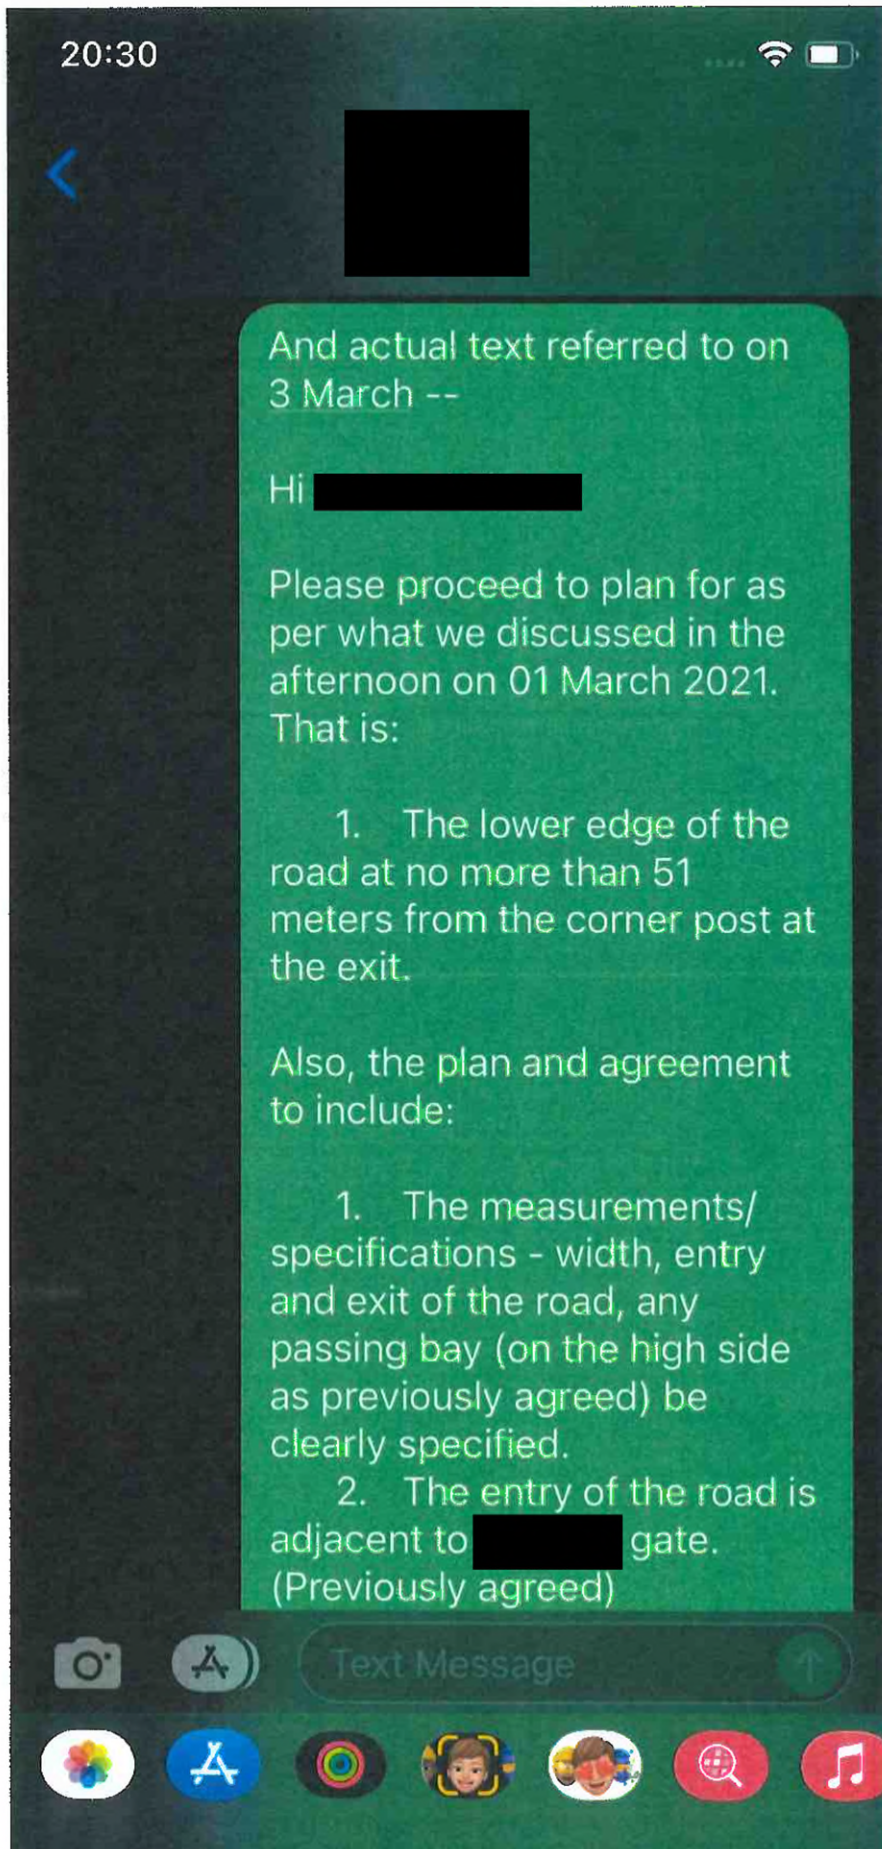 20:30
And actual text referred to on
3 March --
Hi
Please proceed to plan for as
per what we discussed in the
afternoon on 01 March 2021.
That is:
1. The lower edge of the
road at no more than 51
meters from the corner post at
the exit.
Also, the plan and agreement
to include:
1. The measurements/
specifications - width, entry
and exit of the road, any
passing bay (on the high side
as previously agreed) be
clearly specified.
2. The entry of the road is
adjacent to gate.
(Previously agreed)
Text Message